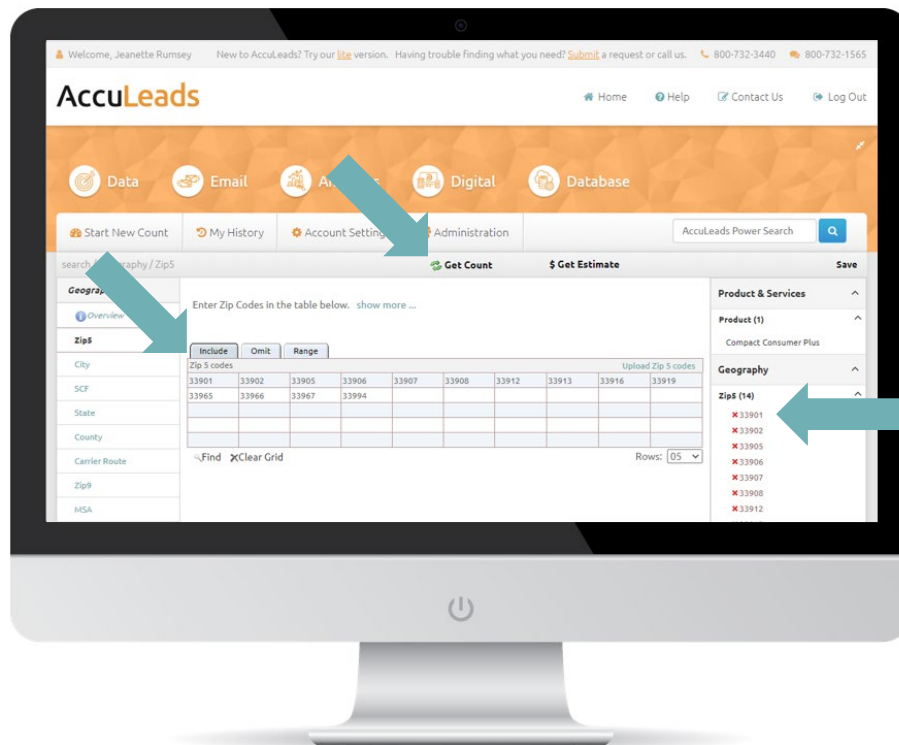 Welcome, Jeanette Rumsey New to AccuLeads? Try our lite version. Having trouble finding what you need? Submit a request or call us. 800-732-3440 800-732-1565
AccuLeads
Home Help Contact Us Log Out
Data Email Digital Database
Start New Count My History Account Setting Administration AccuLeads Power Search
search / Zip5 Get Count $ Get Estimate Save
Overview
Zip5
City
SCF
State
County
Carrier Route
Zip9
MSA
Enter Zip Codes in the table below. show more ...
Include Omit Range
Zip 5 codes Upload Zip 5 codes
33901 33902 33905 33906 33907 33908 33912 33913 33916 33919
33965 33966 33967 33994
Find Clear Grid Rows: 05
Product & Services
Product (1)
Compact Consumer Plus
Geography
Zip5 (14)
33901
33902
33905
33906
33907
33908
33912